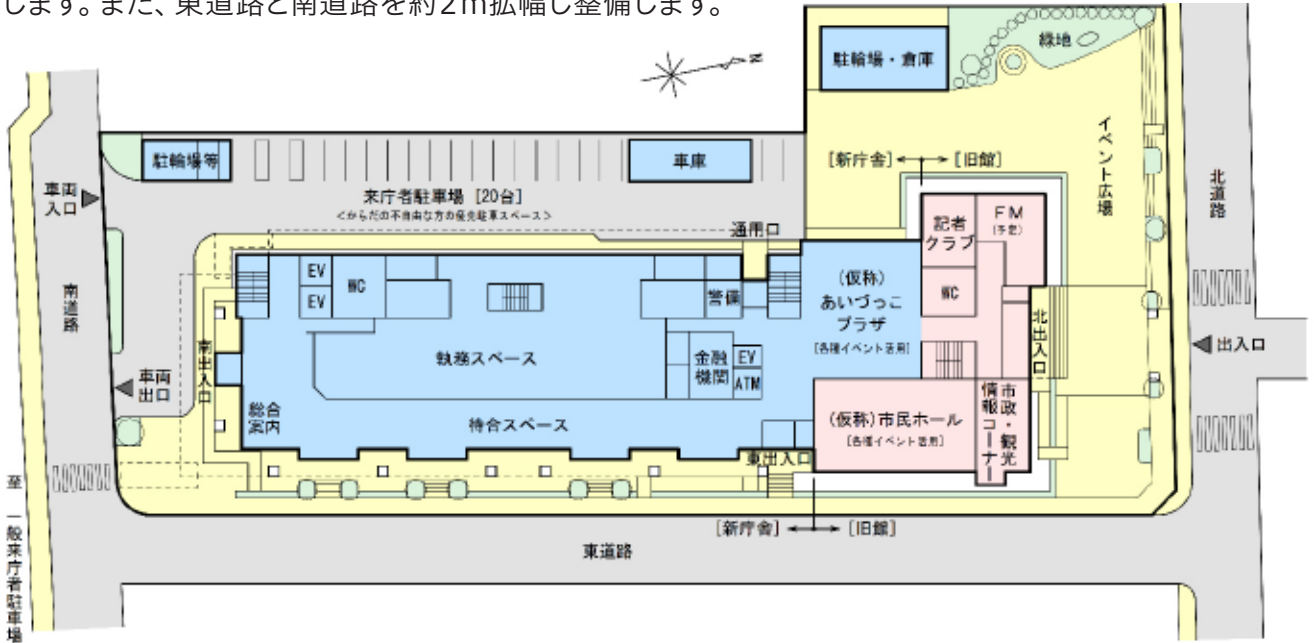 します。また、東道路と南道路を約2m拡幅し整備します。
N
駐輪場・倉庫
緑地
イベント広場
北道路
駐輪場等
車庫
[新庁舎]
[旧館]
車両
入口
来庁者駐車場 [20台]
<からだの不自由な方の優先駐車スペース>
通用口
記者
クラブ
FM
(予定)
EV
EV
WC
警備
(仮称)
あいづっこ
プラザ
[各種イベント活用]
WC
南道路
北出入口
出入口
南出入口
執務スペース
金融
機関
EV
ATM
車両
出口
総合
案内
待合スペース
(仮称)市民ホール
[各種イベント活用]
市政・観光
情報コーナー
東出入口
[新庁舎]
[旧館]
東道路
至 一般来庁者駐車場